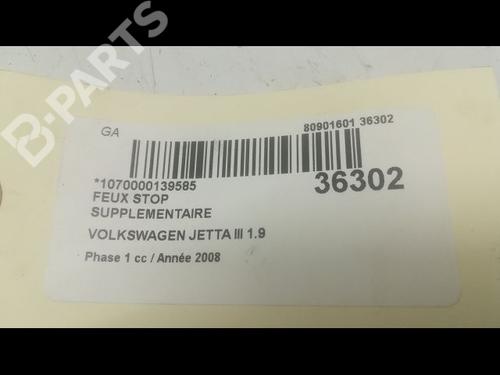 B-PARTS
GA
80901601 36302
*1070000139585
36302
FEUX STOP
SUPPLEMENTAIRE
VOLKSWAGEN JETTA III 1.9
Phase 1 cc / Année 2008